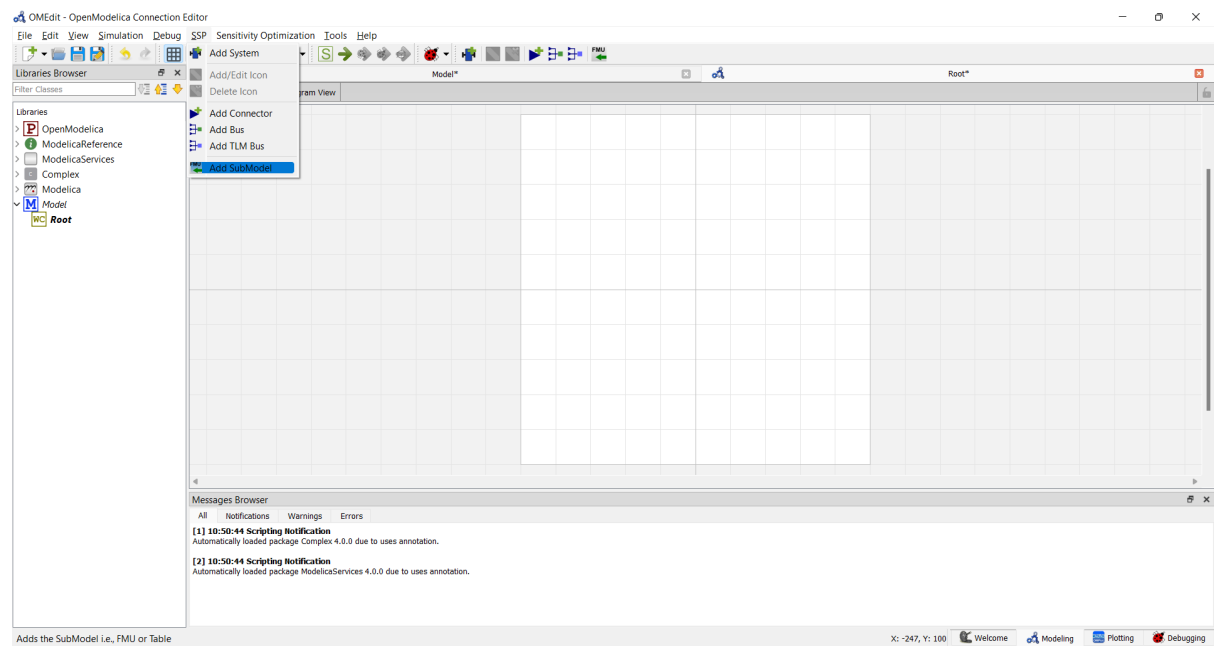 OMEdit - OpenModelica Connection Editor
File Edit View Simulation Debug SSP Sensitivity Optimization Tools Help
Add System
Add/Edit Icon
Delete Icon
Add Connector
Add Bus
Add TLM Bus
FMU
Add SubModel
S
FMU
Libraries Browser
Filter Classes
Libraries
P OpenModelica
i ModelicaReference
ModelicaServices
C Complex
Modelica
M Model
WC Root
Model*
Root*
gram View
Messages Browser
All Notifications Warnings Errors
[1] 10:50:44 Scripting Notification
Automatically loaded package Complex 4.0.0 due to uses annotation.
[2] 10:50:44 Scripting Notification
Automatically loaded package ModelicaServices 4.0.0 due to uses annotation.
Adds the SubModel i.e., FMU or Table
X: -247, Y: 100 Welcome Modeling Plotting Debugging